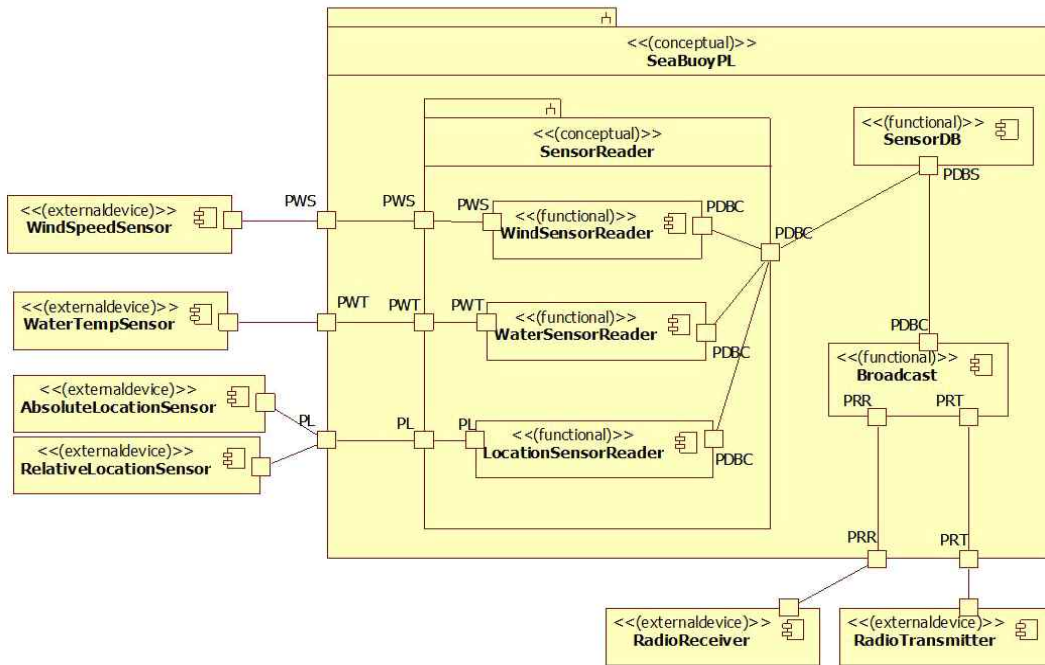 <<(conceptual)>>
SeaBuoyPL
<<(conceptual)>>
SensorReader
<<(functional)>>
SensorDB
PDBS
<<(externaldevice)>>
WindSpeedSensor
PWS
PWS
PWS
<<(functional)>>
WindSensorReader
PDBC
PDBC
<<(externaldevice)>>
WaterTempSensor
PWT
PWT
PWT
<<(functional)>>
WaterSensorReader
PDBC
PDBC
<<(functional)>>
Broadcast
PRR
PRT
<<(externaldevice)>>
AbsoluteLocationSensor
PL
PL
PL
<<(functional)>>
LocationSensorReader
PDBC
<<(externaldevice)>>
RelativeLocationSensor
PRR
PRT
<<(externaldevice)>>
RadioReceiver
<<(externaldevice)>>
RadioTransmitter